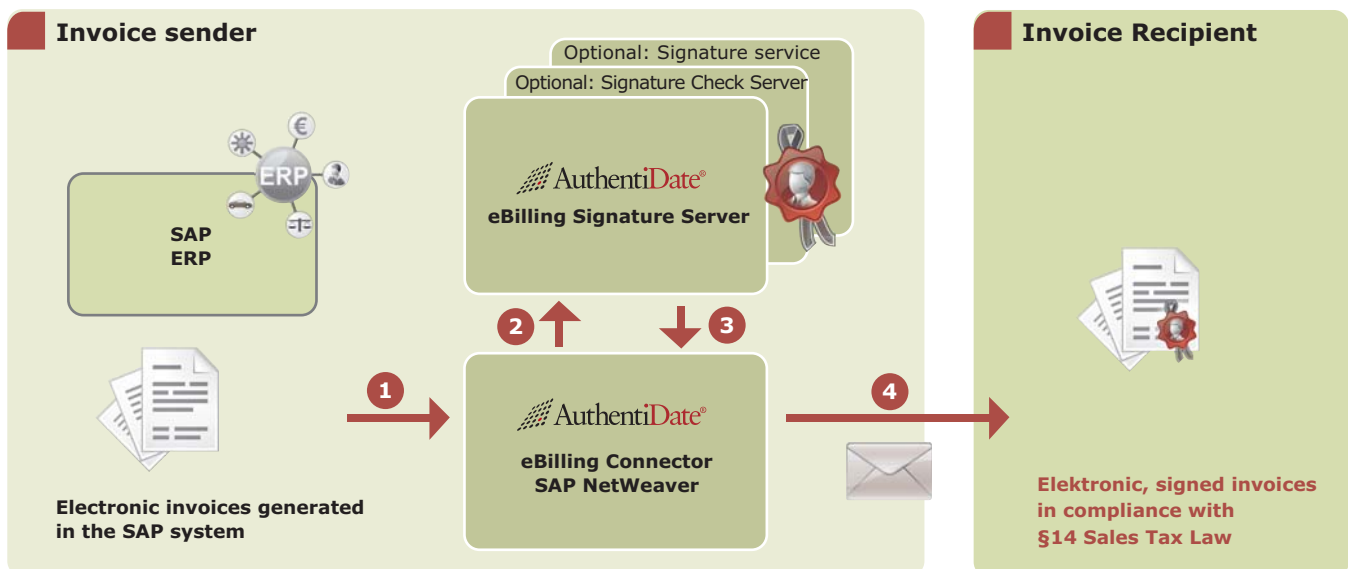 Invoice sender
Optional: Signature service
Optional: Signature Check Server
AuthentiDate®
eBilling Signature Server
ERP
€
SAP
ERP
2
3
1
AuthentiDate®
eBilling Connector
SAP NetWeaver
4
Electronic invoices generated
in the SAP system
Invoice Recipient
Elektronic, signed invoices
in compliance with
§14 Sales Tax Law